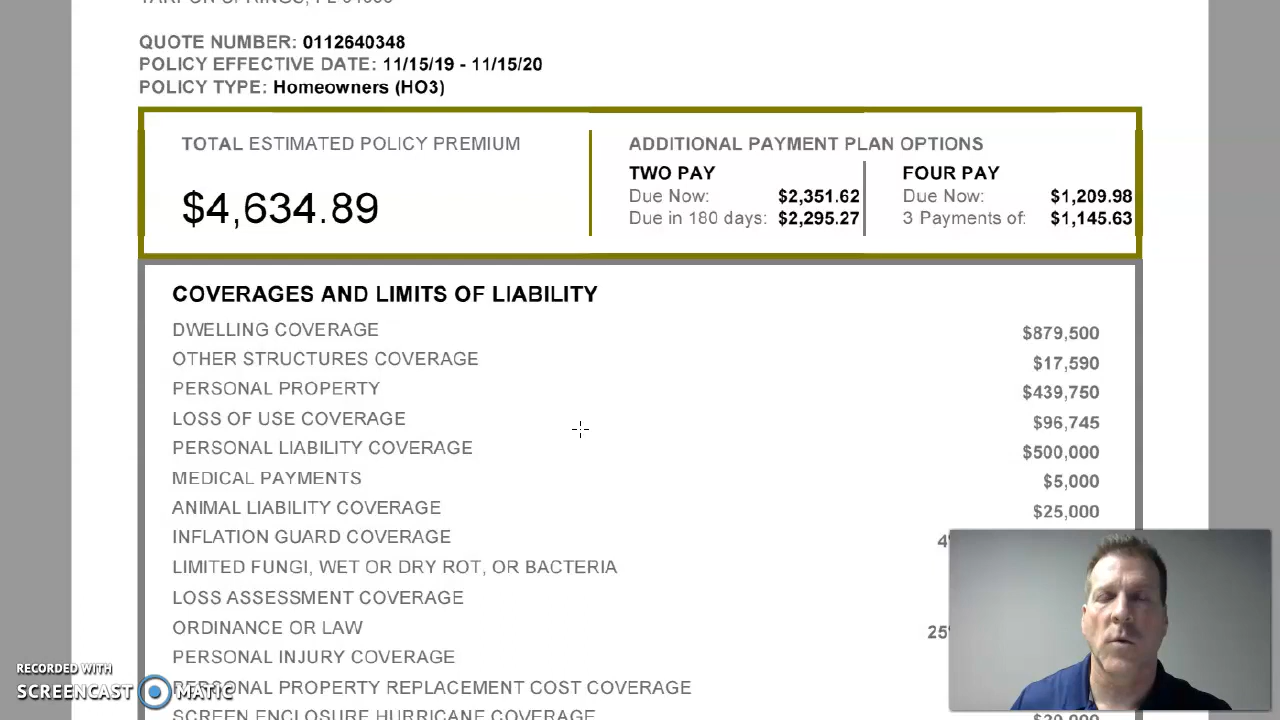 QUOTE NUMBER: 0112640348
POLICY EFFECTIVE DATE: 11/15/19 - 11/15/20
POLICY TYPE: Homeowners (HO3)
TOTAL ESTIMATED POLICY PREMIUM
$4,634.89
ADDITIONAL PAYMENT PLAN OPTIONS
TWO PAY
Due Now: $2,351.62
Due in 180 days: $2,295.27
FOUR PAY
Due Now: $1,209.98
3 Payments of: $1,145.63
COVERAGES AND LIMITS OF LIABILITY
DWELLING COVERAGE $879,500
OTHER STRUCTURES COVERAGE $17,590
PERSONAL PROPERTY $439,750
LOSS OF USE COVERAGE $96,745
PERSONAL LIABILITY COVERAGE $500,000
MEDICAL PAYMENTS $5,000
ANIMAL LIABILITY COVERAGE $25,000
INFLATION GUARD COVERAGE
LIMITED FUNGI, WET OR DRY ROT, OR BACTERIA
LOSS ASSESSMENT COVERAGE
ORDINANCE OR LAW
PERSONAL INJURY COVERAGE
PROPERTY REPLACEMENT COST COVERAGE
SCREEN ENCLOSURE HURRICANE COVERAGE
RECORDED WITH
SCREENCAST MATIC